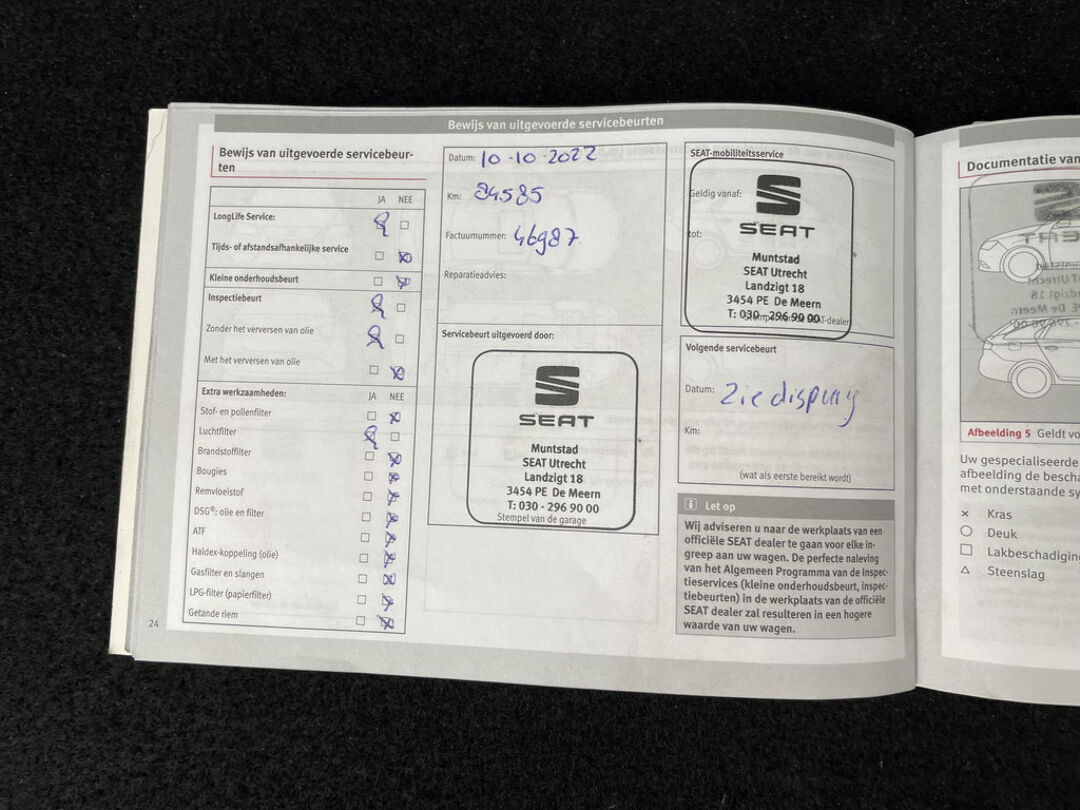 Bewijs van uitgevoerde servicebeurten
Bewijs van uitgevoerde servicebeur-
ten
JA NEE
LongLife Service:
Tijds- of afstandsafhankelijke service
Kleine onderhoudsbeurt
Inspectiebeurt
Zonder het verversen van olie
Met het verversen van olie
Extra werkzaamheden: JA NEE
Stof- en pollenfilter
Luchtfilter
Brandstoffilter
Bougies
Remvloeistof
DSG®: olie en filter
ATF
Haldex-koppeling (olie)
Gasfilter en slangen
LPG-filter (papierfilter)
Getande riem
24
Datum: 10-10-2022
Km: 84585
Factuurnummer: 46987
Reparatieadvies:
Servicebeurt uitgevoerd door:
SEAT
Muntstad
SEAT Utrecht
Landzigt 18
3454 PE De Meern
T: 030 - 296 90 00
Stempel van de garage
SEAT-mobiliteitsservice
Geldig vanaf:
tot:
SEAT
Muntstad
SEAT Utrecht
Landzigt 18
3454 PE De Meern
T: 030 - 296 90 00
Volgende servicebeurt
Datum: Zie display
Km:
(wat als eerste bereikt wordt)
i Let op
Wij adviseren u naar de werkplaats van een
officiële SEAT dealer te gaan voor elke in-
greep aan uw wagen. De perfecte naleving
van het Algemeen Programma van de Inspec-
tieservices (kleine onderhoudsbeurt, inspec-
tiebeurten) in de werkplaats van de officiële
SEAT dealer zal resulteren in een hogere
waarde van uw wagen.
Documentatie van
Afbeelding 5 Geldt vo
Uw gespecialiseerde
afbeelding de bescha
met onderstaande sy
× Kras
○ Deuk
□ Lakbeschadiging
△ Steenslag